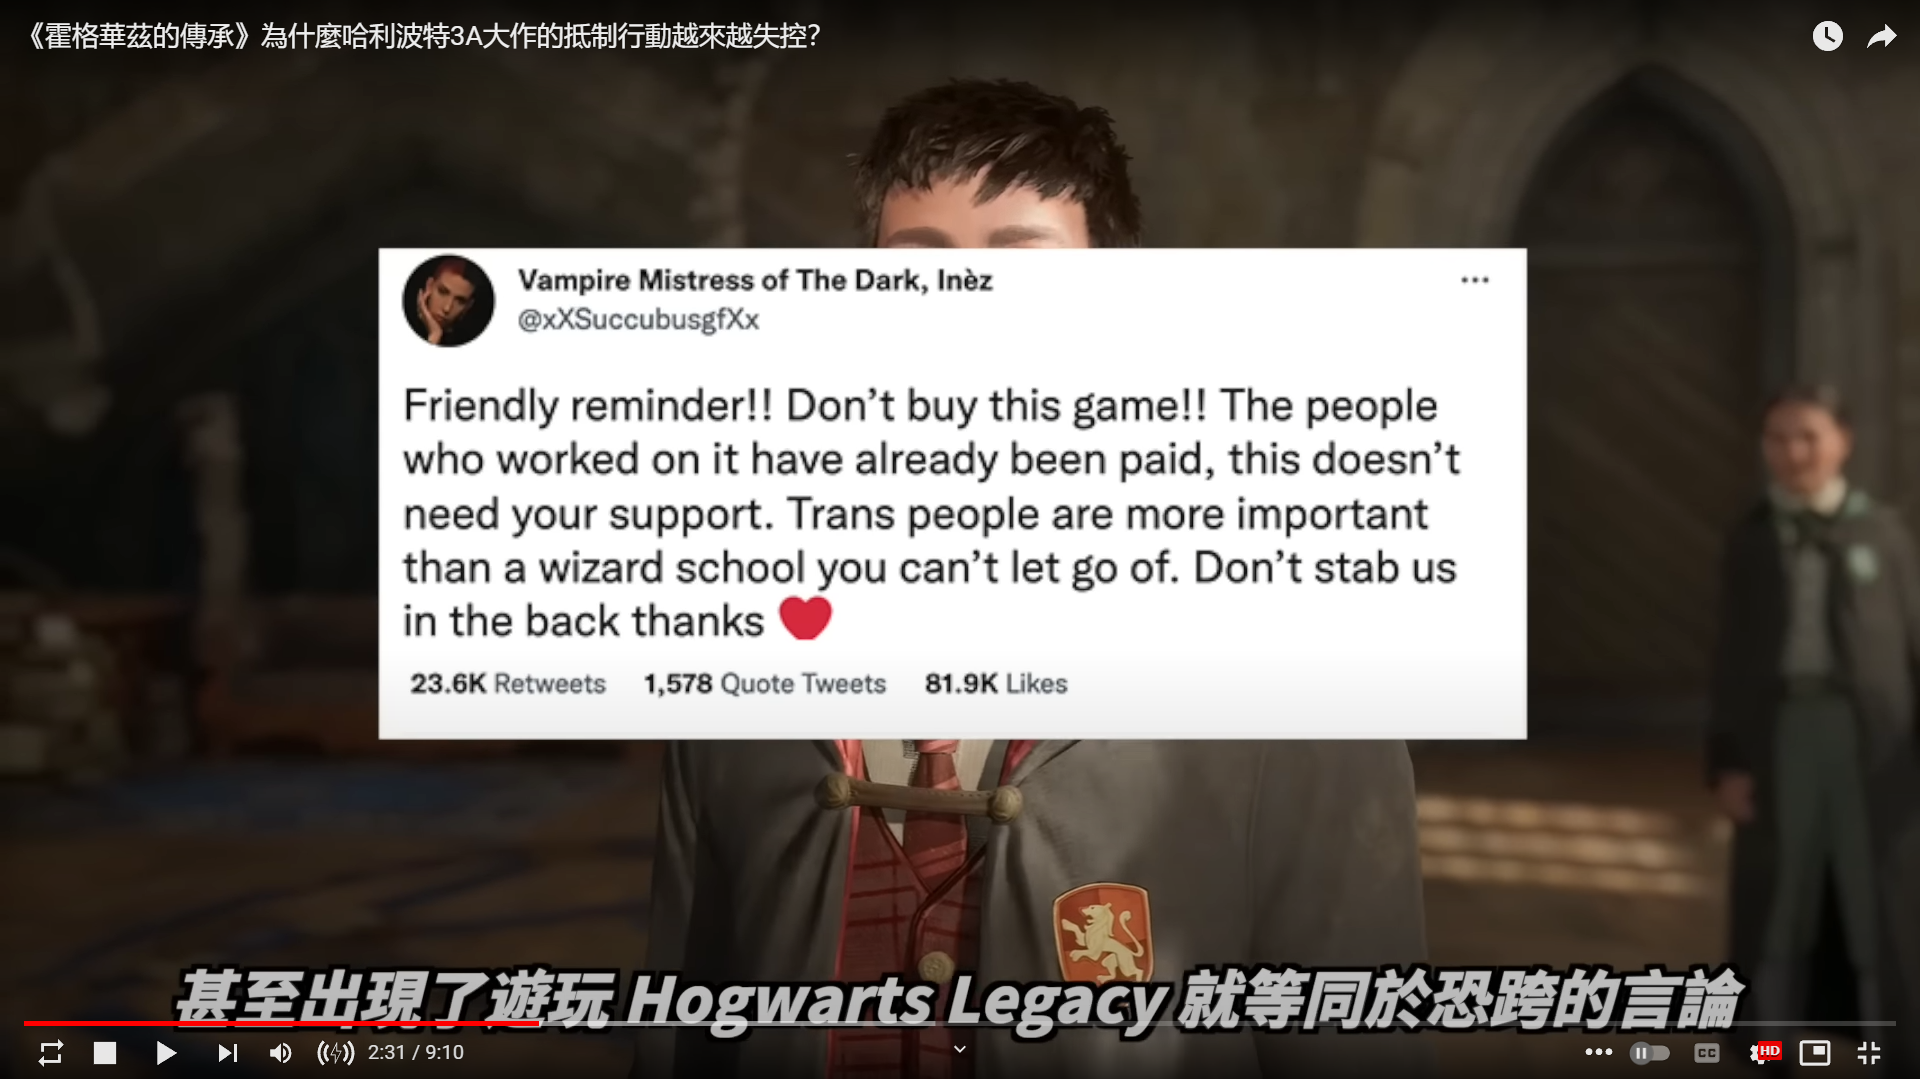 《霍格華茲的傳承》為什麼哈利波特3A大作的抵制行動越來越失控?
Vampire Mistress of The Dark, Inèz
@xXSuccubusgfXx
Friendly reminder!! Don’t buy this game!! The people
who worked on it have already been paid, this doesn’t
need your support. Trans people are more important
than a wizard school you can’t let go of. Don’t stab us
in the back thanks ❤️
23.6K Retweets 1,578 Quote Tweets 81.9K Likes
甚至出現了遊玩 Hogwarts Legacy 就等同於恐跨的言論
2:31 / 9:10
CC
HD